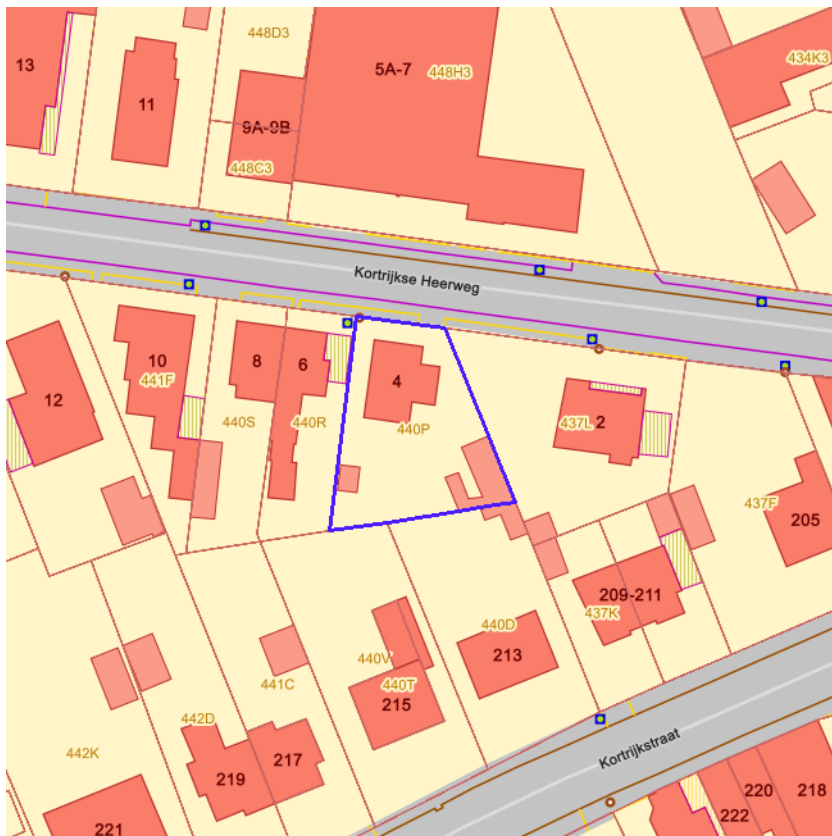 448D3
434K3
13
5A-7
448H3
11
9A-9B
448C3
Kortrijkse Heerweg
10
441F
8
6
4
12
440S
440R
440P
437L
2
437F
205
209-211
437K
440D
213
440V
440T
441C
215
442D
217
219
442K
Kortrijkstraat
221
222
220
218